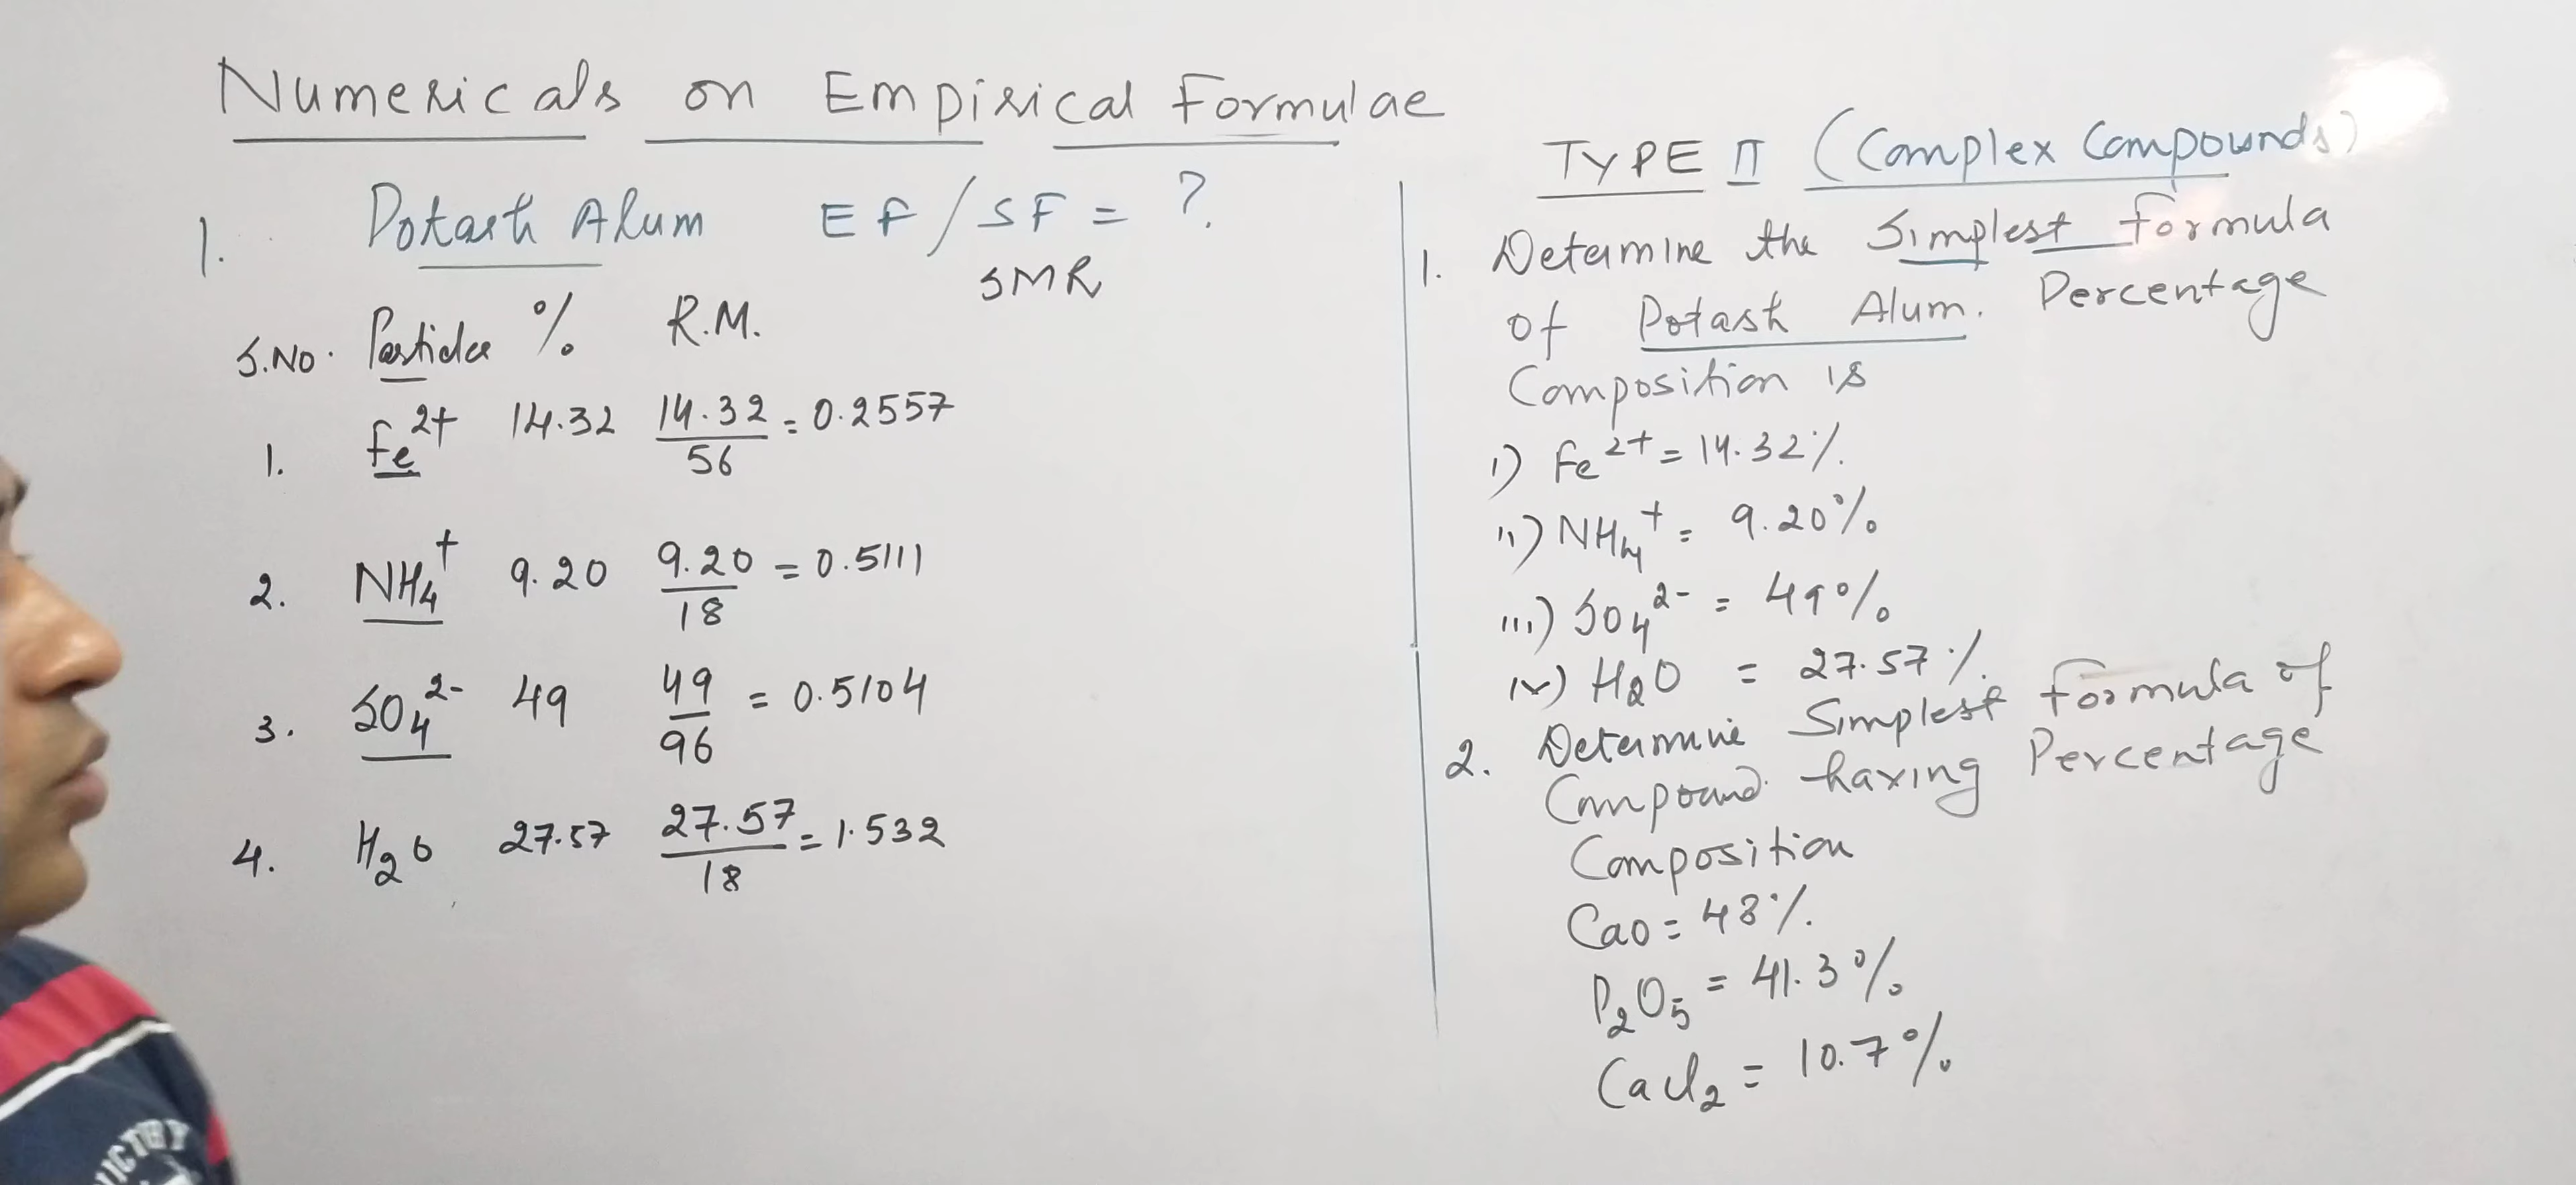 Numericals on Empirical Formulae
1. Potash Alum EF/SF = ?
SMR
S.NO. Particles % R.M.
1. Fe²⁺ 14.32 14.32/56 = 0.2557
2. NH₄⁺ 9.20 9.20/18 = 0.5111
3. SO₄²⁻ 49 49/96 = 0.5104
4. H₂O 27.57 27.57/18 = 1.532
TYPE II (Complex Compounds)
1. Determine the Simplest Formula
of Potash Alum. Percentage
Composition is
i) Fe²⁺ = 14.32%
ii) NH₄⁺ = 9.20%
iii) SO₄²⁻ = 49%
iv) H₂O = 27.57%
2. Determine Simplest Formula of
Compound having Percentage
Composition
CaO = 48%
P₂O₅ = 41.3%
CaCl₂ = 10.7%